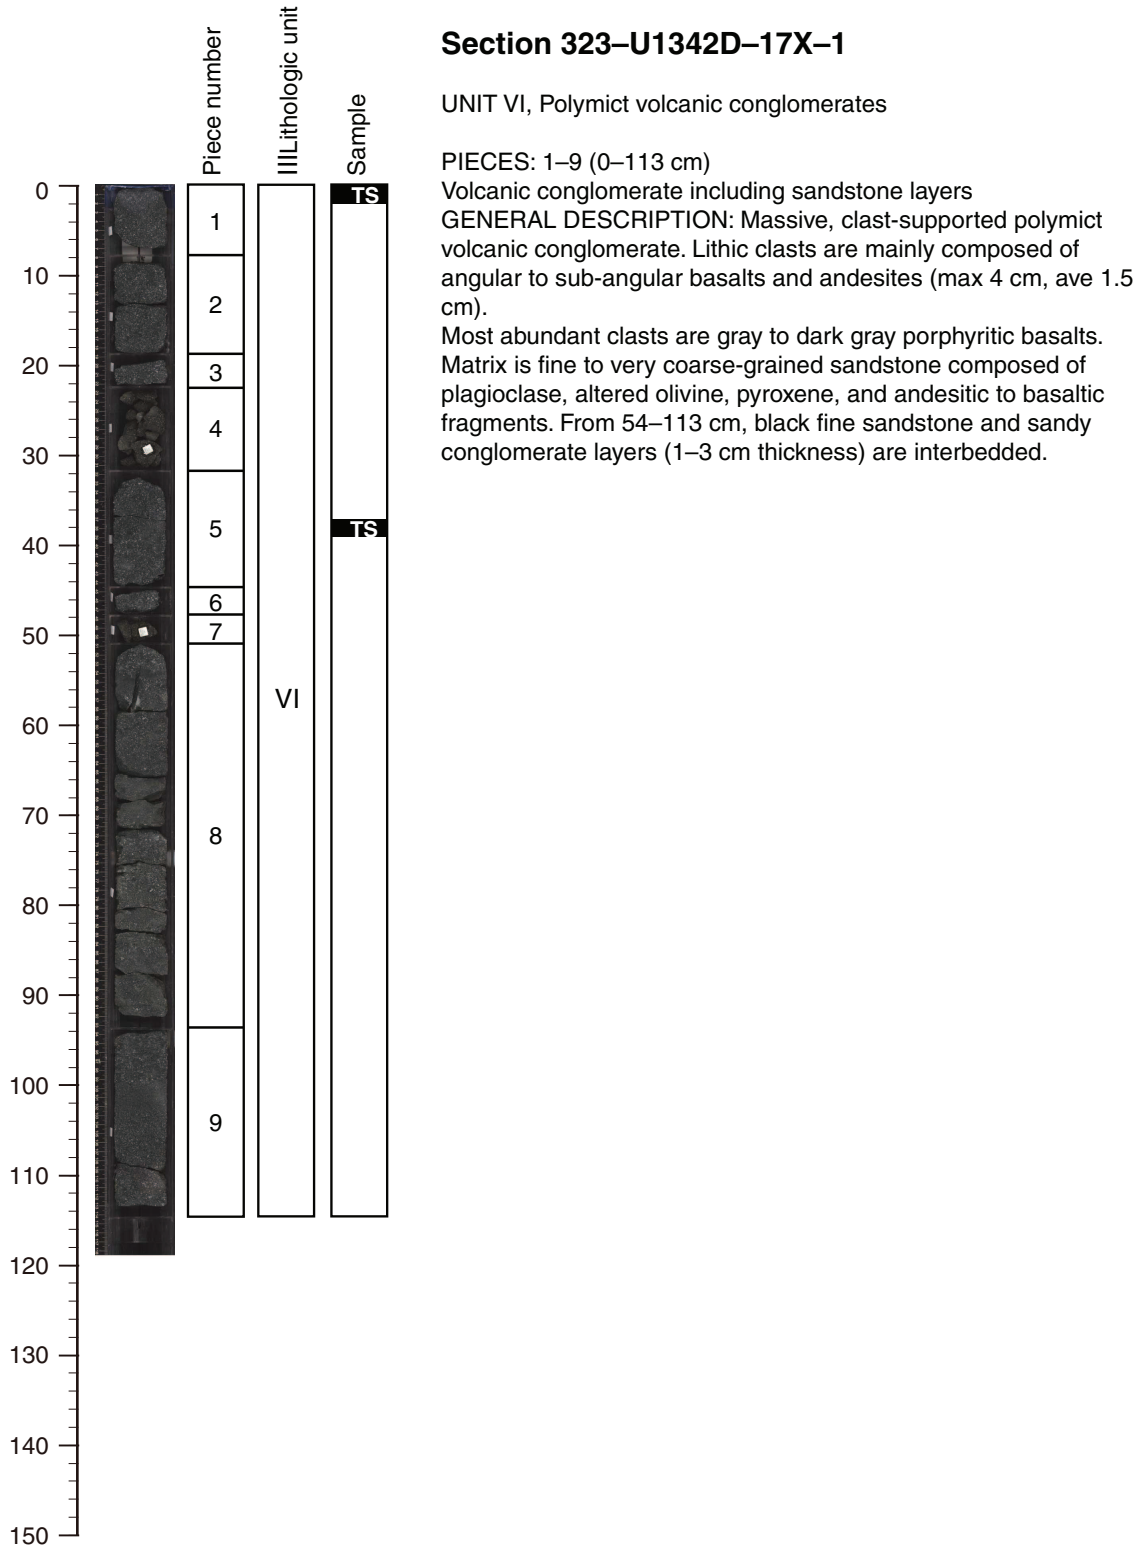 Section 323–U1342D–17X–1
UNIT VI, Polymict volcanic conglomerates
PIECES: 1–9 (0–113 cm)
Volcanic conglomerate including sandstone layers
GENERAL DESCRIPTION: Massive, clast-supported polymict
volcanic conglomerate. Lithic clasts are mainly composed of
angular to sub-angular basalts and andesites (max 4 cm, ave 1.5
cm).
Most abundant clasts are gray to dark gray porphyritic basalts.
Matrix is fine to very coarse-grained sandstone composed of
plagioclase, altered olivine, pyroxene, and andesitic to basaltic
fragments. From 54–113 cm, black fine sandstone and sandy
conglomerate layers (1–3 cm thickness) are interbedded.
Piece number
IIILithologic unit
Sample
0
10
20
30
40
50
60
70
80
90
100
110
120
130
140
150
1
2
3
4
5
6
7
8
9
VI
TS
TS